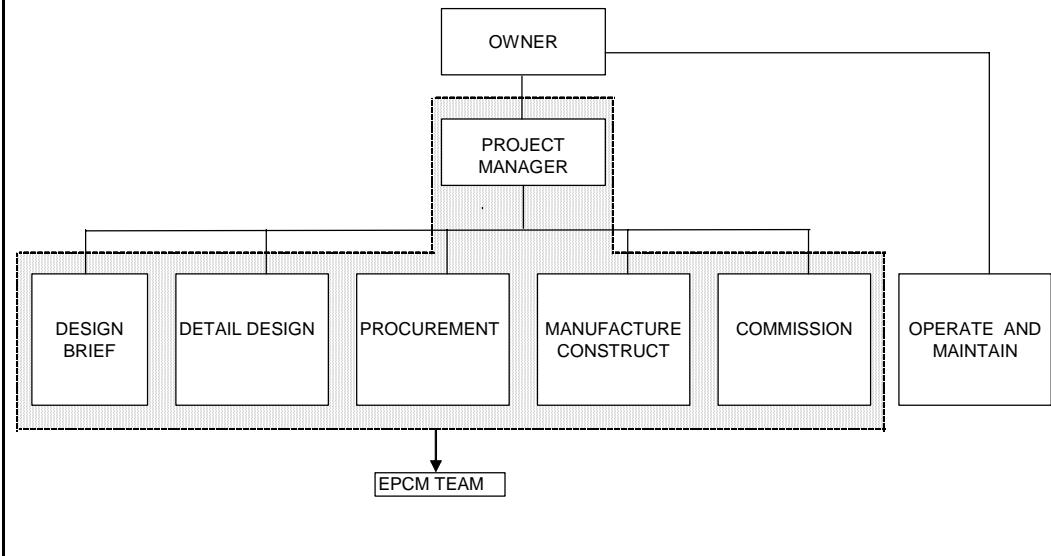 OWNER
PROJECT
MANAGER
DESIGN
BRIEF
DETAIL DESIGN
PROCUREMENT
MANUFACTURE
CONSTRUCT
COMMISSION
OPERATE AND
MAINTAIN
EPCM TEAM